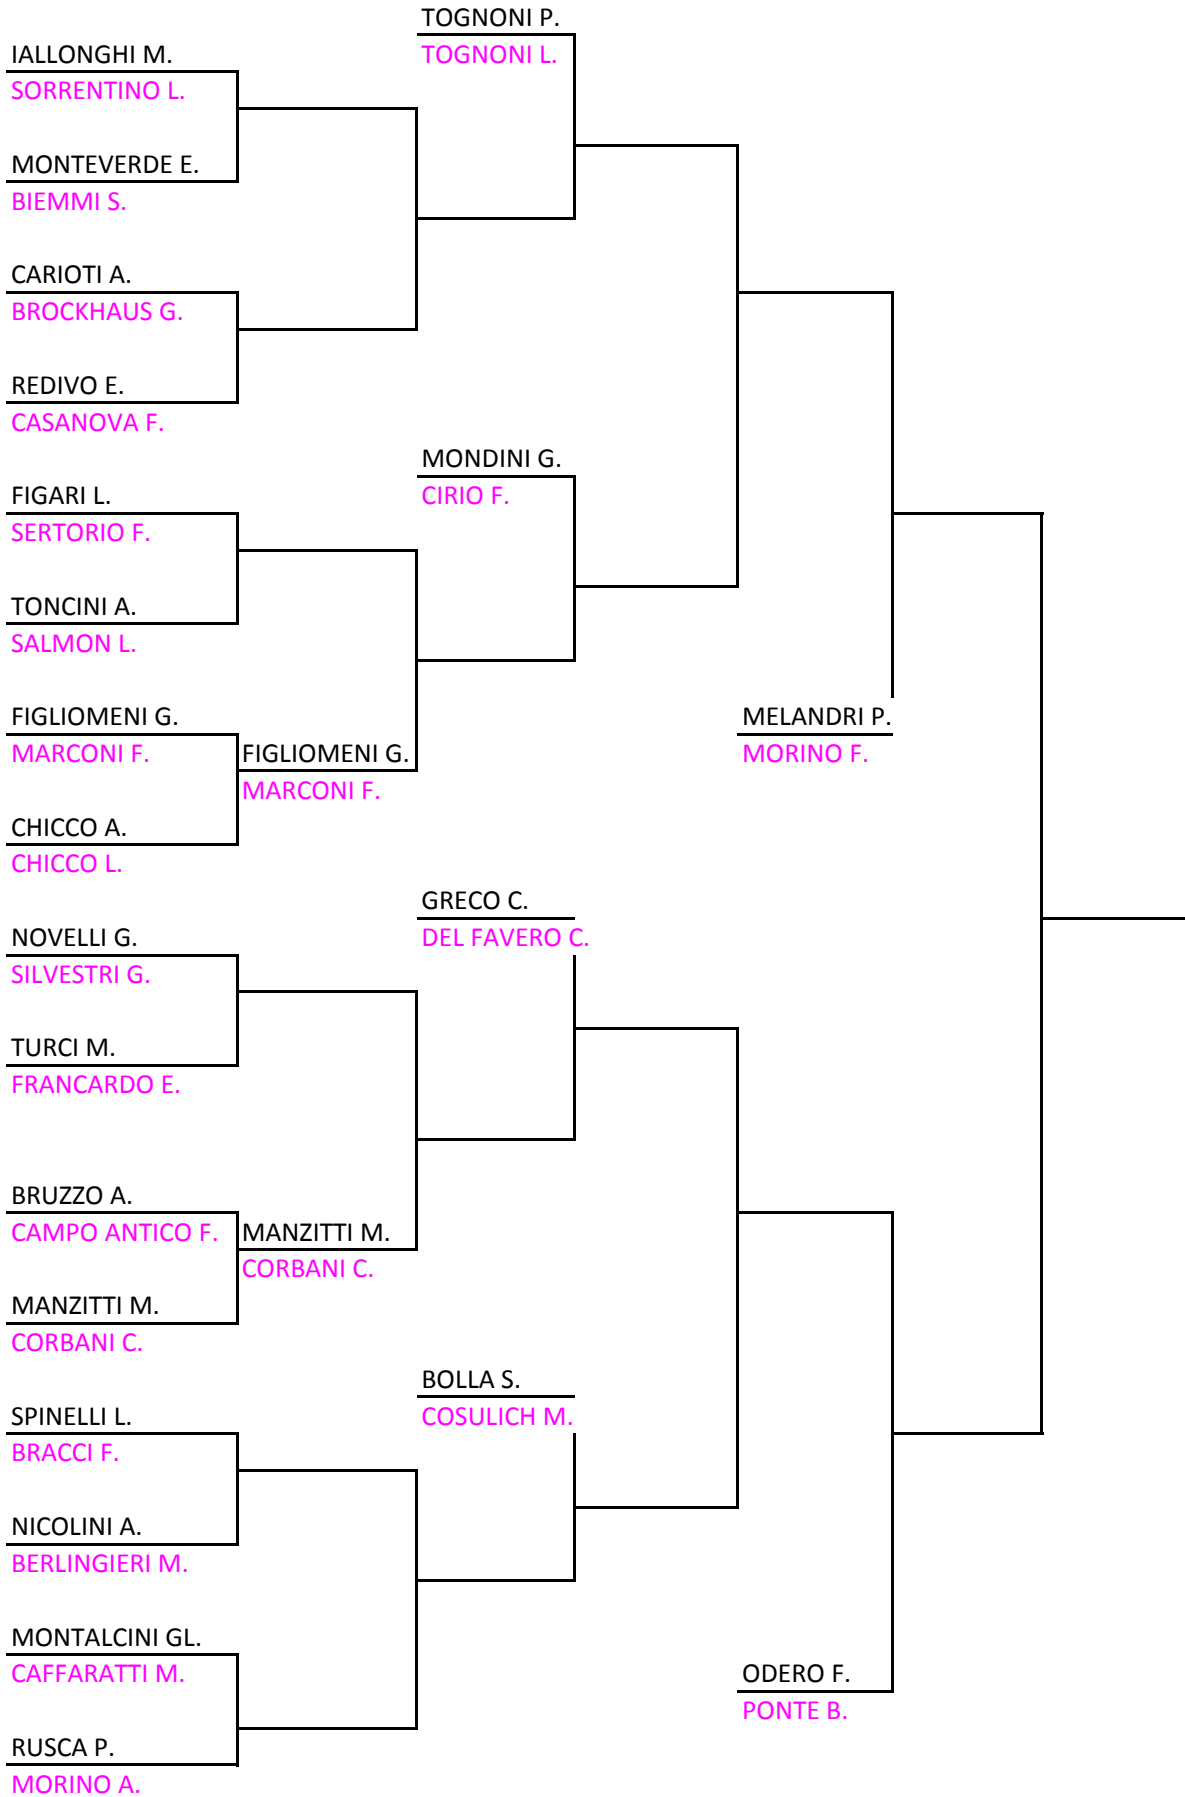 TOGNONI P.
TOGNONI L.
IALLONGHI M.
SORRENTINO L.
MONTEVERDE E.
BIEMMI S.
CARIOTI A.
BROCKHAUS G.
REDIVO E.
CASANOVA F.
MONDINI G.
CIRIO F.
FIGARI L.
SERTORIO F.
TONCINI A.
SALMON L.
FIGLIOMENI G.
MARCONI F.
FIGLIOMENI G.
MARCONI F.
MELANDRI P.
MORINO F.
CHICCO A.
CHICCO L.
GRECO C.
DEL FAVERO C.
NOVELLI G.
SILVESTRI G.
TURCI M.
FRANCARDO E.
BRUZZO A.
CAMPO ANTICO F.
MANZITTI M.
CORBANI C.
MANZITTI M.
CORBANI C.
BOLLA S.
COSULICH M.
SPINELLI L.
BRACCI F.
NICOLINI A.
BERLINGIERI M.
MONTALCINI GL.
CAFFARATTI M.
ODERO F.
PONTE B.
RUSCA P.
MORINO A.